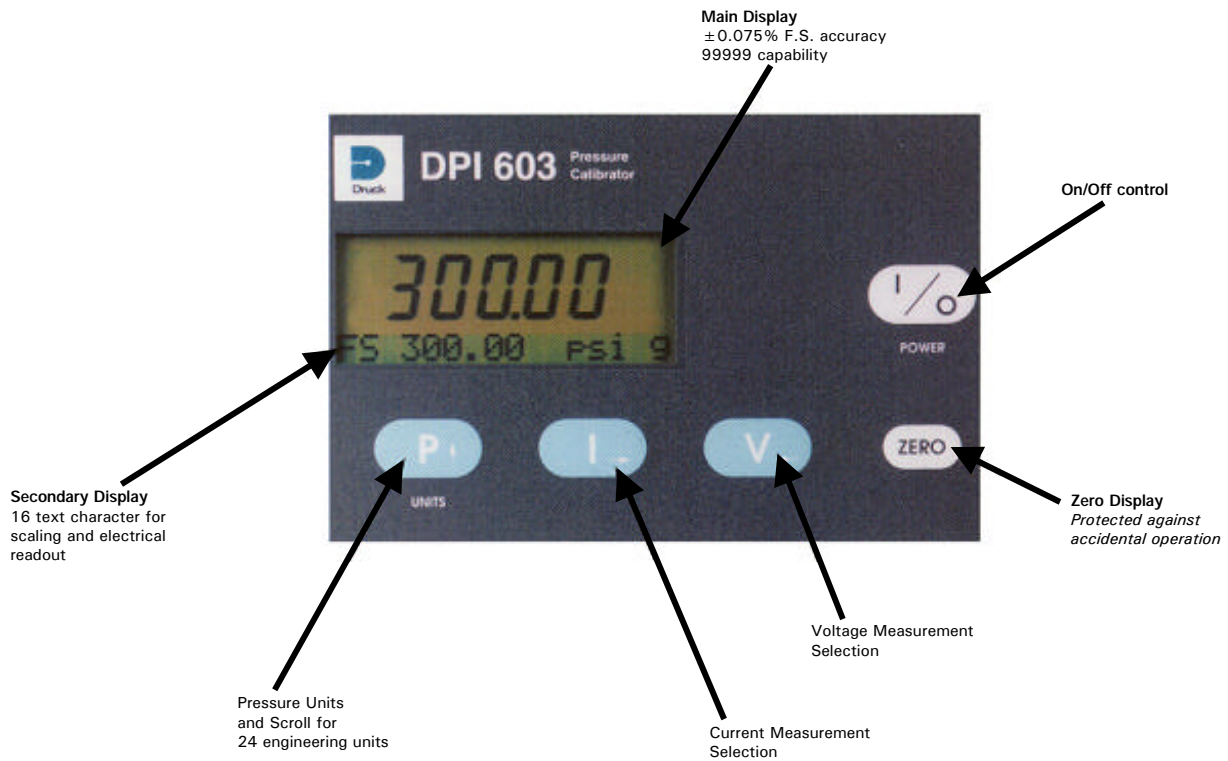 Main Display
±0.075% F.S. accuracy
99999 capability
Druck
DPI 603
Pressure
Calibrator
On/Off control
300.00
FS 300.00 psi g
I/O
POWER
P
I
V
ZERO
UNITS
Secondary Display
16 text character for
scaling and electrical
readout
Zero Display
Protected against
accidental operation
Voltage Measurement
Selection
Pressure Units
and Scroll for
24 engineering units
Current Measurement
Selection